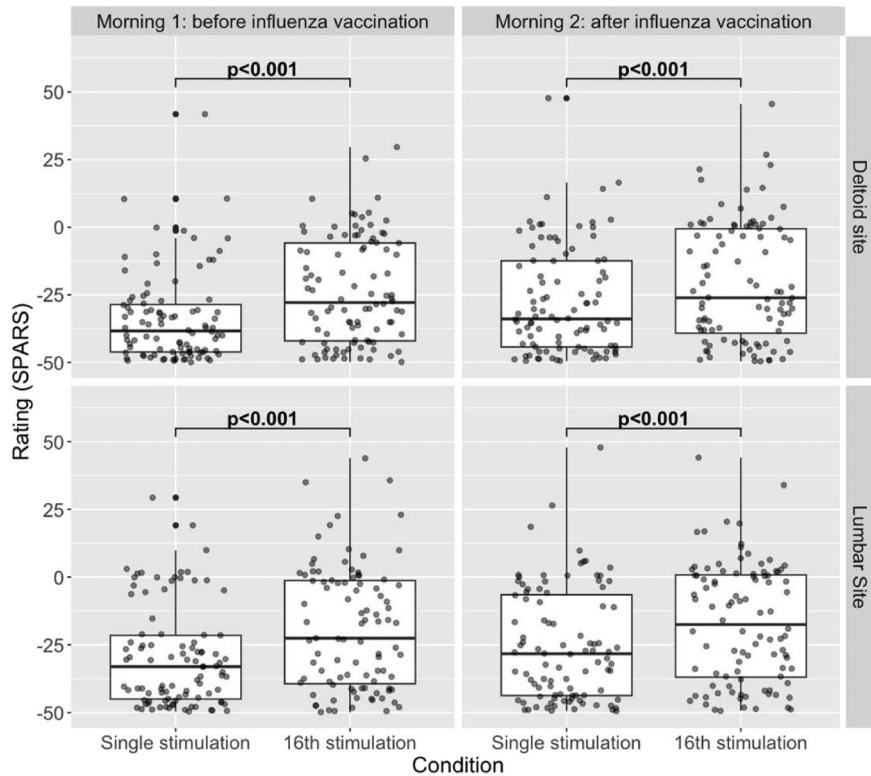 Morning 1: before influenza vaccination
Morning 2: after influenza vaccination
p<0.001
p<0.001
50
25
0
-25
-50
Deltoid site
Rating (SPARS)
p<0.001
p<0.001
50
25
0
-25
-50
Lumbar Site
Single stimulation
16th stimulation
Single stimulation
16th stimulation
Condition